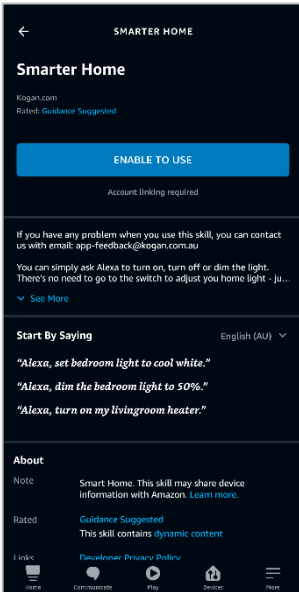 SMARTER HOME
Smarter Home
Kogan.com
Rated: Guidance Suggested
ENABLE TO USE
Account linking required
If you have any problem when you use this skill, you can contact
us with email: app-feedback@kogan.com.au
You can simply ask Alexa to turn on, turn off or dim the light.
There's no need to go to the switch to adjust you home light - ju...
See More
Start By Saying
English (AU)
"Alexa, set bedroom light to cool white."
"Alexa, dim the bedroom light to 50%."
"Alexa, turn on my livingroom heater."
About
Note
Smart Home. This skill may share device
information with Amazon. Learn more.
Rated
Guidance Suggested
This skill contains dynamic content
Links
Developer Privacy Policy
Home
Communicate
Play
Devices
More